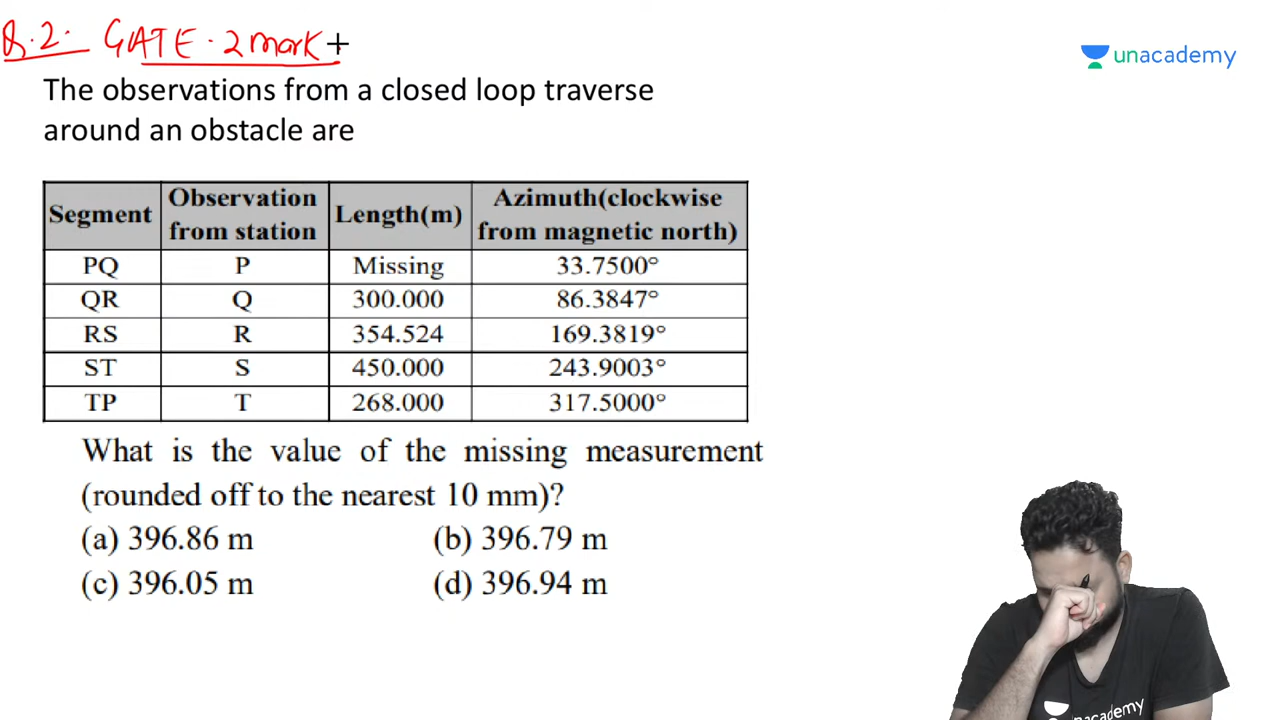 Q.2. GATE. 2 mark
unacademy
The observations from a closed loop traverse
around an obstacle are
Segment Observation from station Length(m) Azimuth(clockwise from magnetic north)
PQ P Missing 33.7500°
QR Q 300.000 86.3847°
RS R 354.524 169.3819°
ST S 450.000 243.9003°
TP T 268.000 317.5000°
What is the value of the missing measurement
(rounded off to the nearest 10 mm)?
(a) 396.86 m (b) 396.79 m
(c) 396.05 m (d) 396.94 m
unacademy